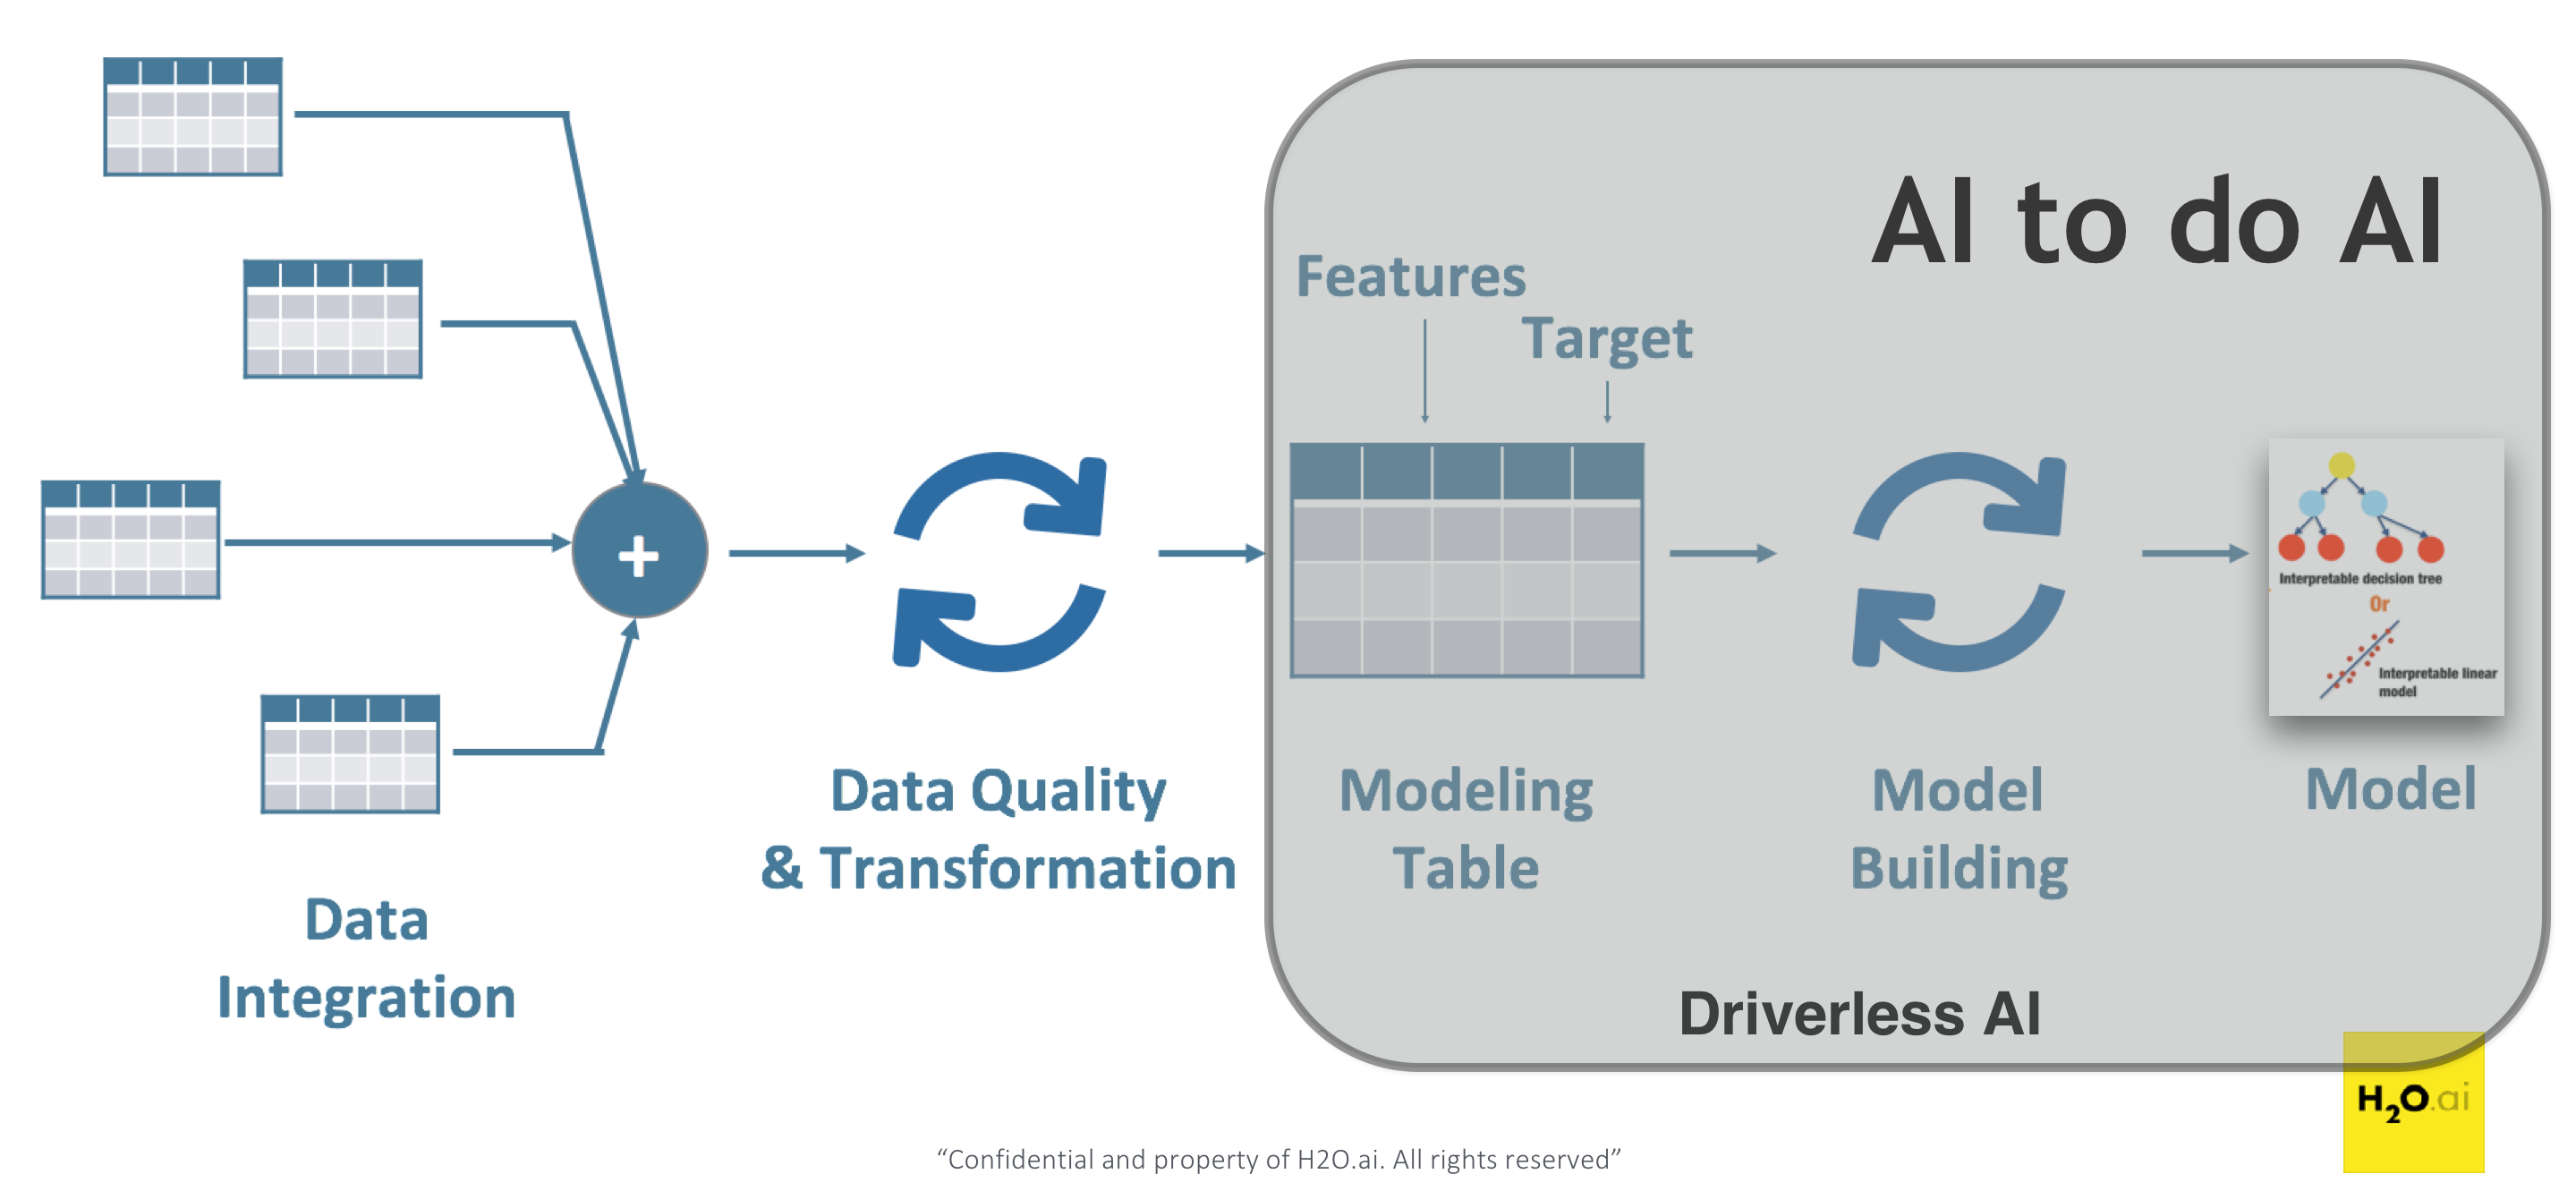 AI to do AI
Features
Target
+
Interpretable decision tree
Or
Interpretable linear
model
Data Quality
& Transformation
Modeling
Table
Model
Building
Model
Data
Integration
Driverless AI
H2O.ai
“Confidential and property of H2O.ai. All rights reserved”